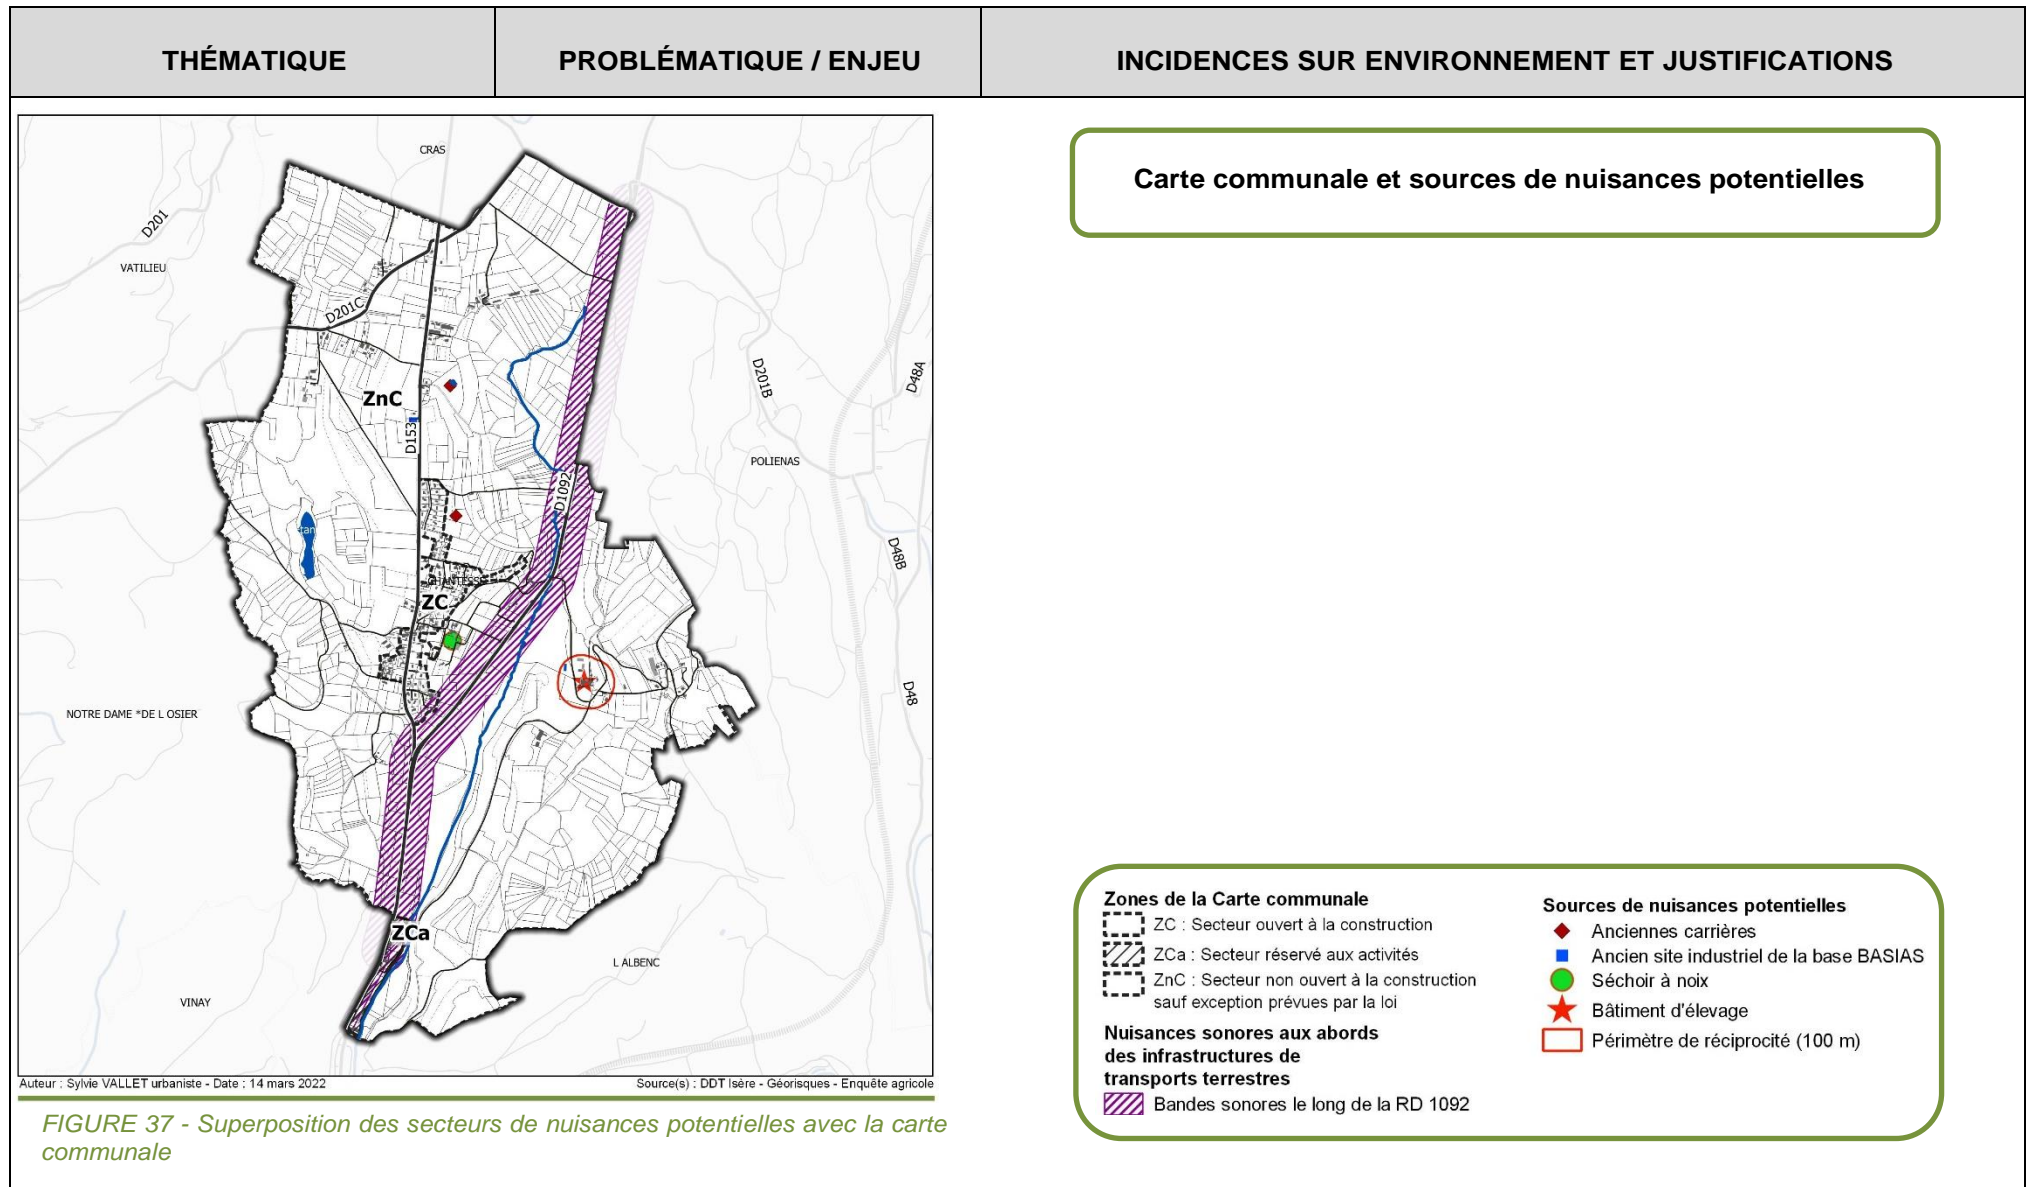 THÉMATIQUE
PROBLÉMATIQUE / ENJEU
INCIDENCES SUR ENVIRONNEMENT ET JUSTIFICATIONS
Carte communale et sources de nuisances potentielles
CRAS
D201
VATILIEU
D201C
ZnC
D153
D201B
D48A
POLIENAS
D1092
tan
D48B
CHANTESSE
ZC
D48
NOTRE DAME *DE L OSIER
ZCa
L ALBENC
VINAY
Auteur : Sylvie VALLET urbaniste - Date : 14 mars 2022
Source(s) : DDT Isère - Géorisques - Enquête agricole
FIGURE 37 - Superposition des secteurs de nuisances potentielles avec la carte
communale
Zones de la Carte communale
ZC : Secteur ouvert à la construction
ZCa : Secteur réservé aux activités
ZnC : Secteur non ouvert à la construction
sauf exception prévues par la loi
Nuisances sonores aux abords
des infrastructures de
transports terrestres
Bandes sonores le long de la RD 1092
Sources de nuisances potentielles
Anciennes carrières
Ancien site industriel de la base BASIAS
Séchoir à noix
Bâtiment d'élevage
Périmètre de réciprocité (100 m)